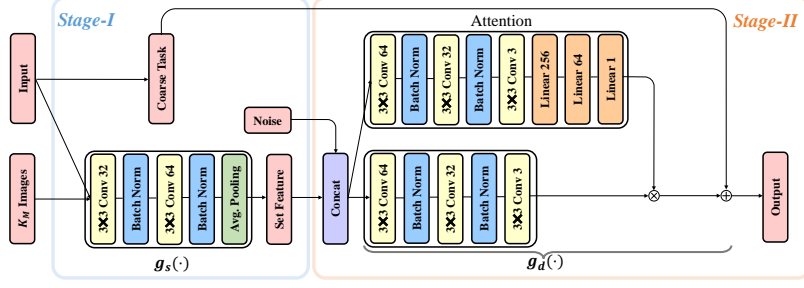 Stage-I
Stage-II
Attention
Input
Coarse Task
3×3 Conv 64
Batch Norm
3×3 Conv 32
Batch Norm
3×3 Conv 3
Linear 256
Linear 64
Linear 1
Noise
K_M Images
3×3 Conv 32
Batch Norm
3×3 Conv 64
Batch Norm
Avg. Pooling
Set Feature
Concat
3×3 Conv 64
Batch Norm
3×3 Conv 32
Batch Norm
3×3 Conv 3
Output
g_s(·)
g_d(·)